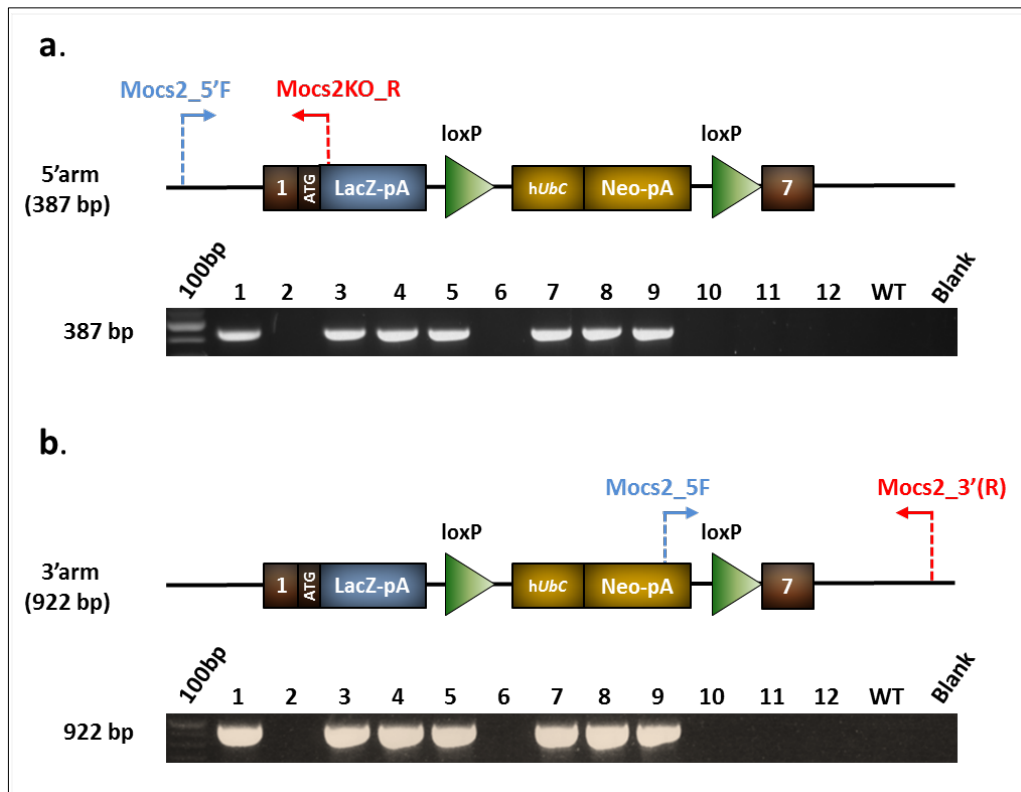 a.
Mocs2_5'F
Mocs2KO_R
loxP
loxP
5'arm
(387 bp)
1
ATG
LacZ-pA
hUbC
Neo-pA
7
100bp
1 2 3 4 5 6 7 8 9 10 11 12 WT Blank
387 bp
b.
Mocs2_5F
Mocs2_3'(R)
loxP
loxP
3'arm
(922 bp)
1
ATG
LacZ-pA
hUbC
Neo-pA
7
100bp
1 2 3 4 5 6 7 8 9 10 11 12 WT Blank
922 bp